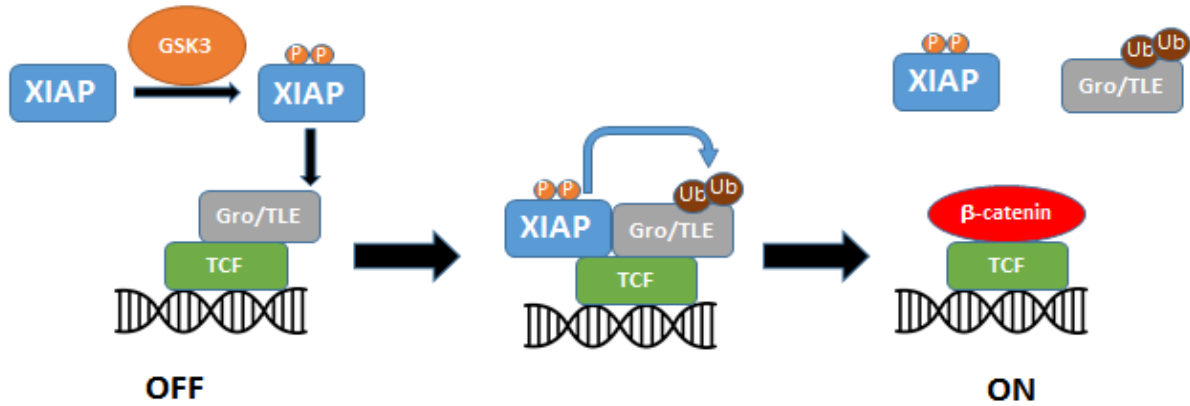 GSK3
XIAP
P P
XIAP
Gro/TLE
TCF
OFF
P P
XIAP
Ub Ub
Gro/TLE
TCF
P P
XIAP
Ub Ub
Gro/TLE
β-catenin
TCF
ON